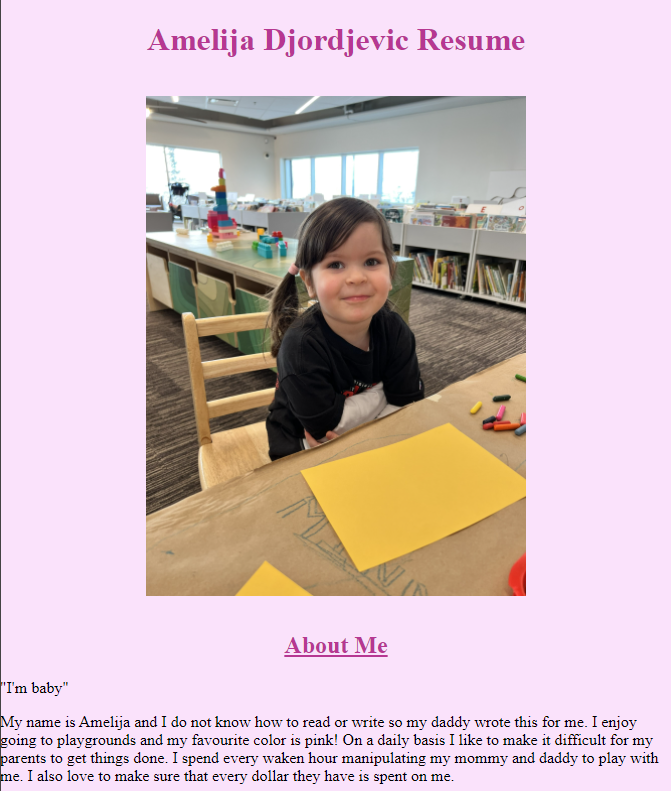 Amelija Djordjevic Resume
About Me
"I'm baby"
My name is Amelija and I do not know how to read or write so my daddy wrote this for me. I enjoy
going to playgrounds and my favourite color is pink! On a daily basis I like to make it difficult for my
parents to get things done. I spend every waken hour manipulating my mommy and daddy to play with
me. I also love to make sure that every dollar they have is spent on me.